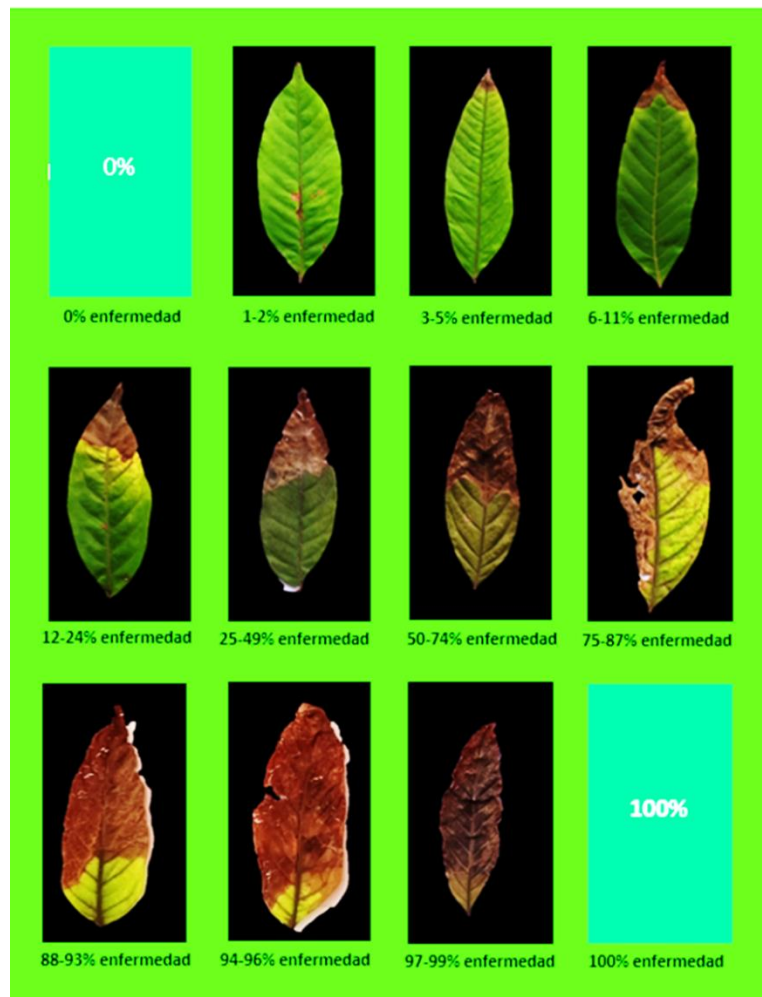 0%
0% enfermedad
1-2% enfermedad
3-5% enfermedad
6-11% enfermedad
12-24% enfermedad
25-49% enfermedad
50-74% enfermedad
75-87% enfermedad
88-93% enfermedad
94-96% enfermedad
97-99% enfermedad
100%
100% enfermedad